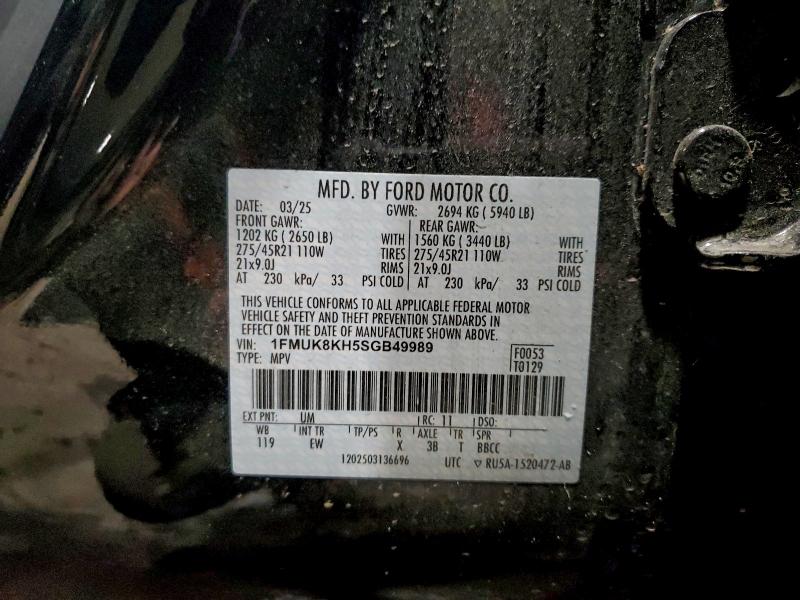 MFD. BY FORD MOTOR CO.
DATE: 03/25 GVWR: 2694 KG ( 5940 LB)
FRONT GAWR: REAR GAWR:
1202 KG ( 2650 LB) WITH 1560 KG ( 3440 LB) WITH
275/45R21 110W TIRES 275/45R21 110W TIRES
21x9.0J RIMS 21x9.0J RIMS
AT 230 kPa/ 33 PSI COLD AT 230 kPa/ 33 PSI COLD
THIS VEHICLE CONFORMS TO ALL APPLICABLE FEDERAL MOTOR
VEHICLE SAFETY AND THEFT PREVENTION STANDARDS IN
EFFECT ON THE DATE OF MANUFACTURE SHOWN ABOVE.
VIN: 1FMUK8KH5SGB49989
TYPE: MPV
F0053
T0129
EXT PNT: UM RC: 11 DSO:
WB INT TR TP/PS R AXLE TR SPR
119 EW X 3B T BBCC
1202503136696 UTC ▽ RU5A-1520472-AB